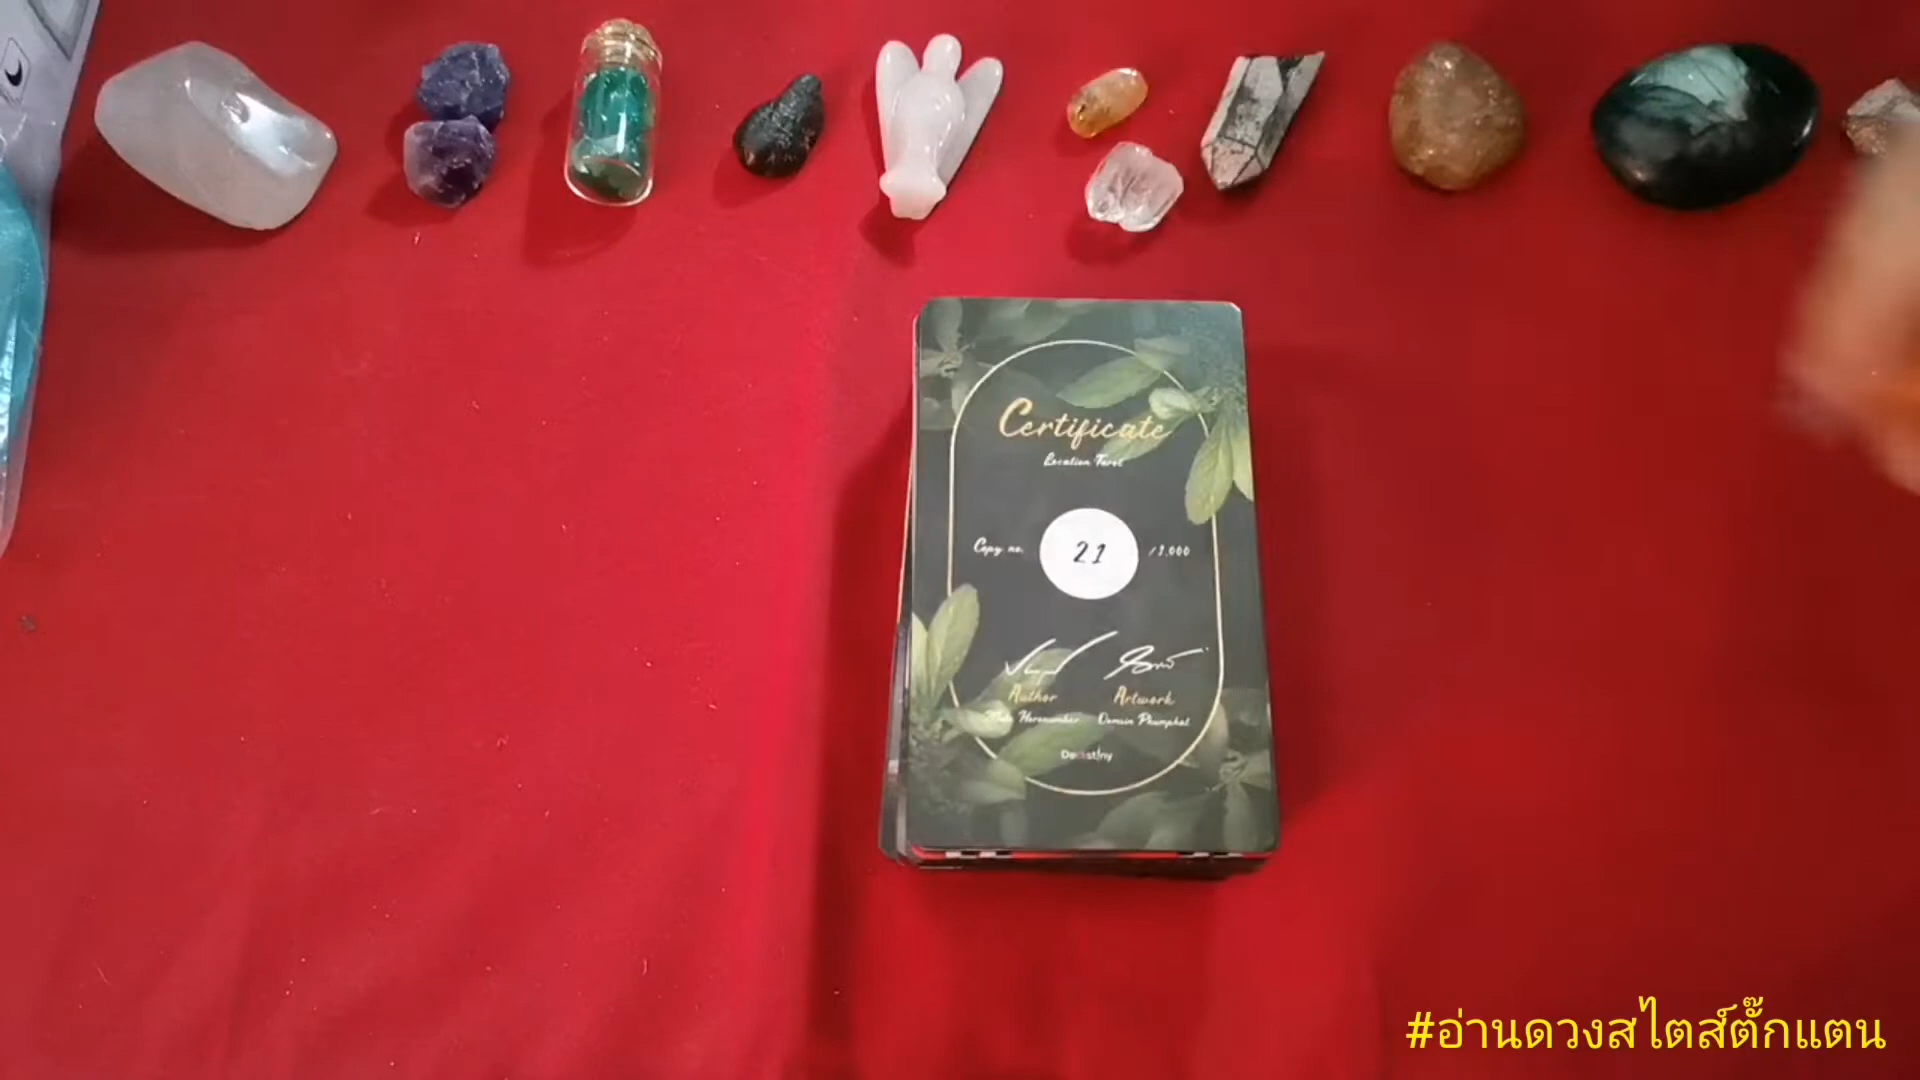 Certificate
Location Tarot
Copy no. 21 /1,000
Author Artwork
Phumphat
Destiny
#อ่านดวงสไตส์ตั๊กแตน